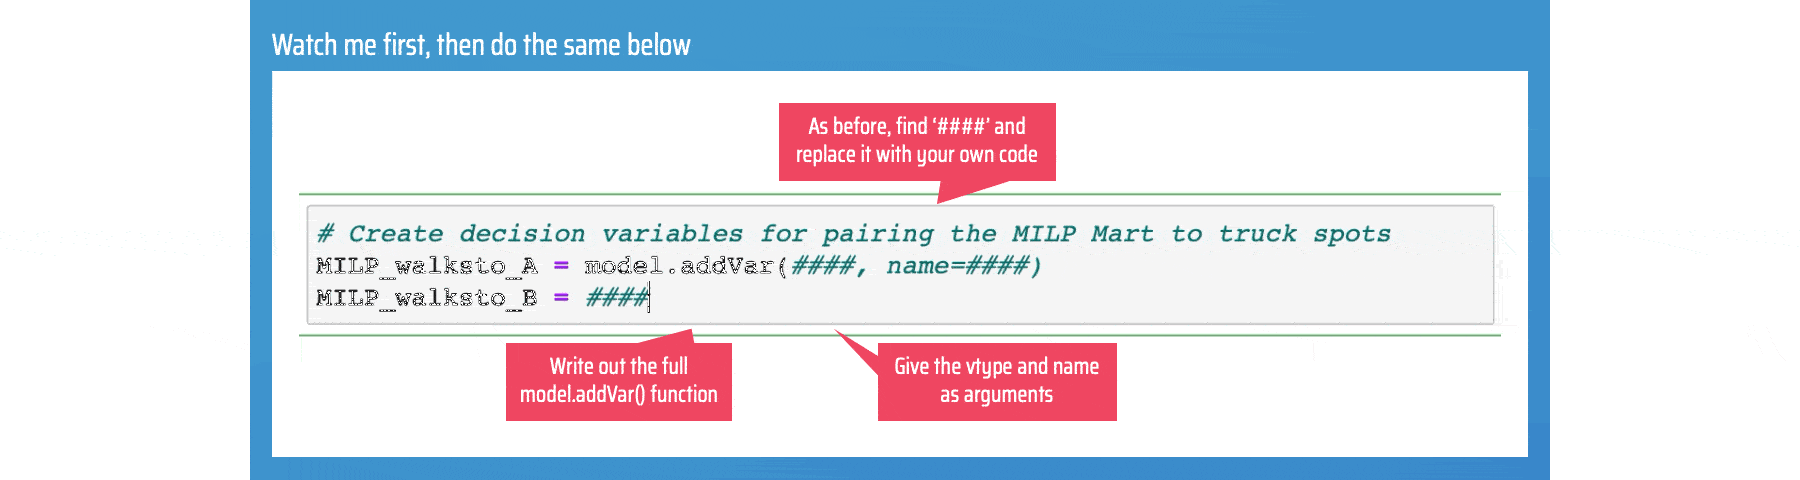 Watch me first, then do the same below
As before, find ‘####’ and
replace it with your own code
# Create decision variables for pairing the MILP Mart to truck spots
MILP_walksto_A = model.addVar(####, name=####)
MILP_walksto_B = ####
Write out the full
model.addVar() function
Give the vtype and name
as arguments